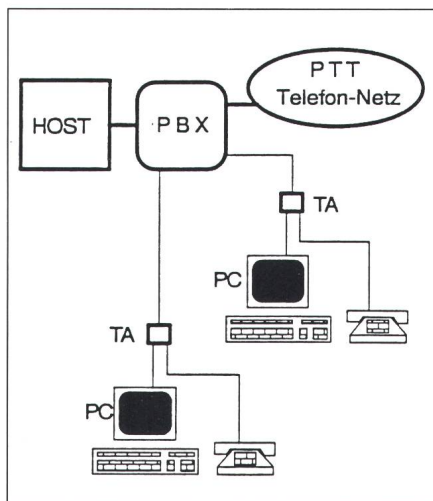 PTT
Telefon-Netz
HOST
PBX
TA
PC
TA
PC